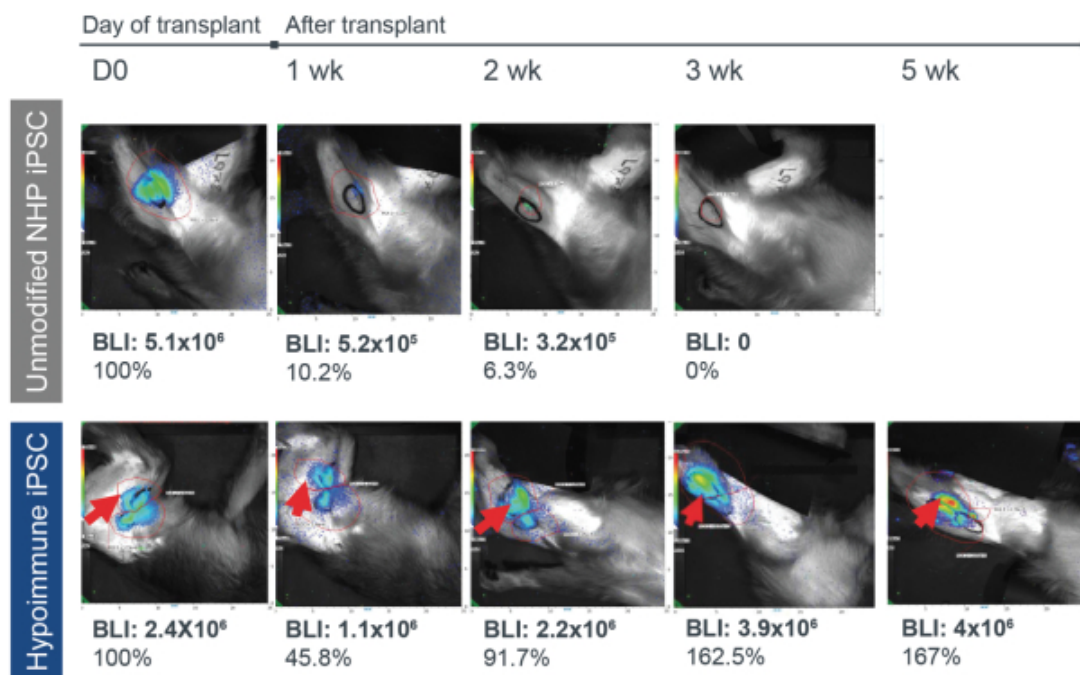 Day of transplant After transplant
D0 1 wk 2 wk 3 wk 5 wk
Unmodified NHP iPSC
BLI: 5.1x10⁶ BLI: 5.2x10⁵ BLI: 3.2x10⁵ BLI: 0
100% 10.2% 6.3% 0%
Hypoimmune iPSC
BLI: 2.4X10⁶ BLI: 1.1x10⁶ BLI: 2.2x10⁶ BLI: 3.9x10⁶ BLI: 4x10⁶
100% 45.8% 91.7% 162.5% 167%